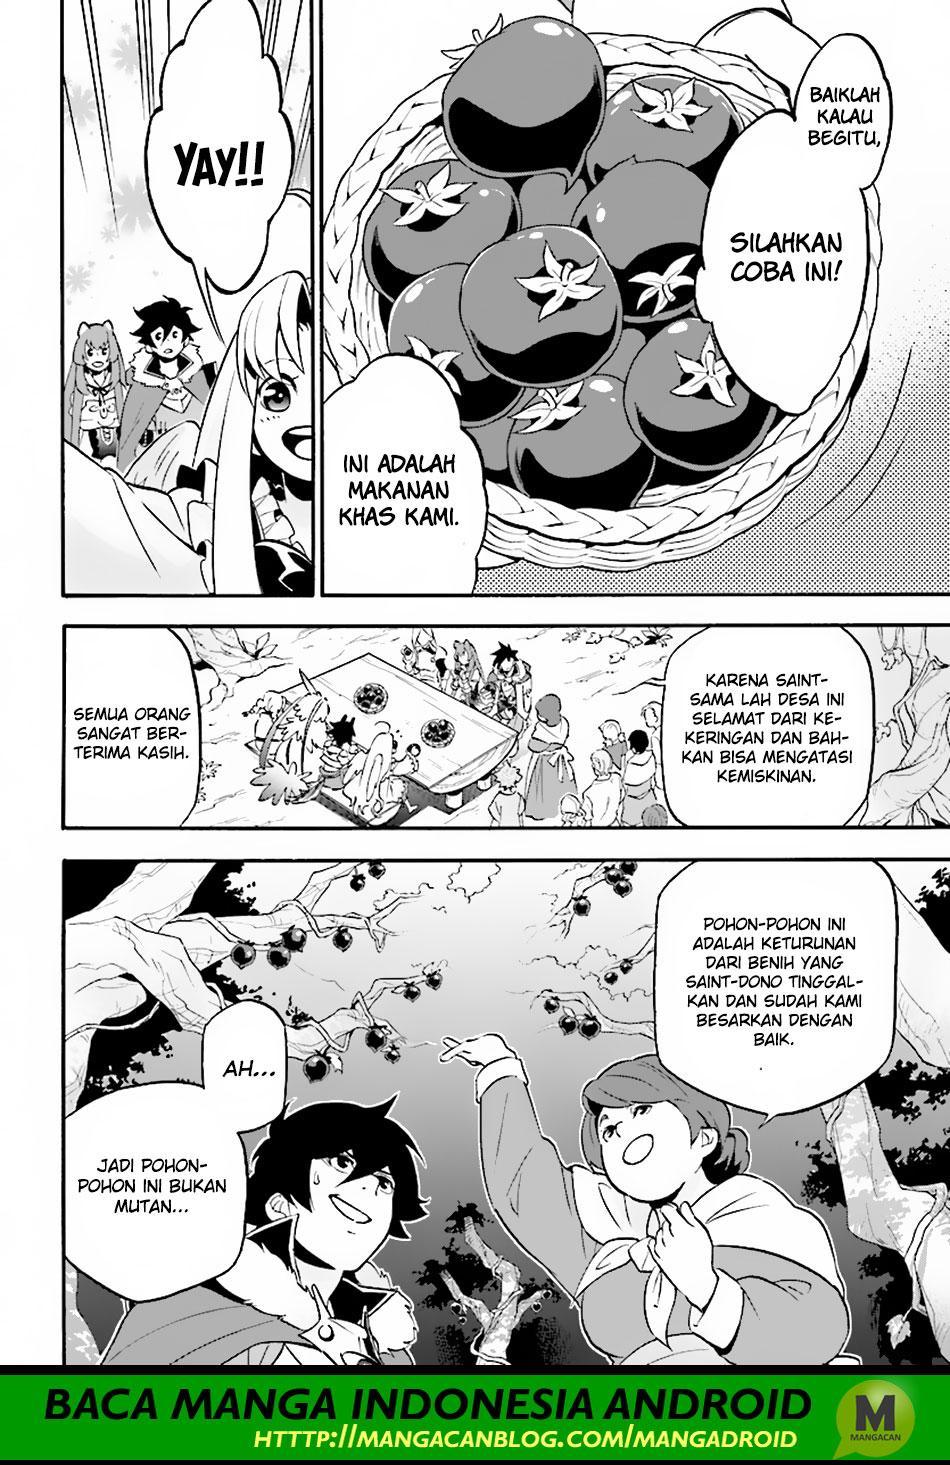 BAIKLAH
KALAU
BEGITU,
SILAHKAN
COBA INI!
INI ADALAH
MAKANAN
KHAS KAMI.
YAY!!
KARENA SAINT-
SAMA LAH DESA INI
SELAMAT DARI KE-
KERINGAN DAN BAH-
KAN BISA MENGATASI
KEMISKINAN.
SEMUA ORANG
SANGAT BER-
TERIMA KASIH.
POHON-POHON INI
ADALAH KETURUNAN
DARI BENIH YANG
SAINT-DONO TINGGAL-
KAN DAN SUDAH KAMI
BESARKAN DENGAN
BAIK.
AH...
JADI POHON-
POHON INI BUKAN
MUTAN...
BACA MANGA INDONESIA ANDROID
HTTTP://MANGACANBLOG.COM/MANGADROID
M
MANGACAN